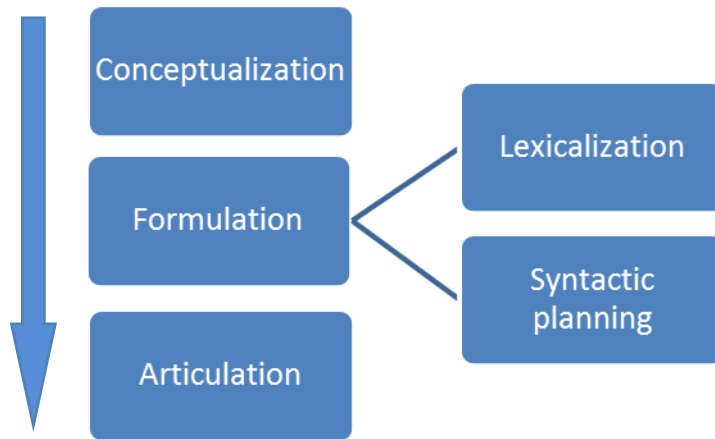 Conceptualization
Formulation
Articulation
Lexicalization
Syntactic
planning